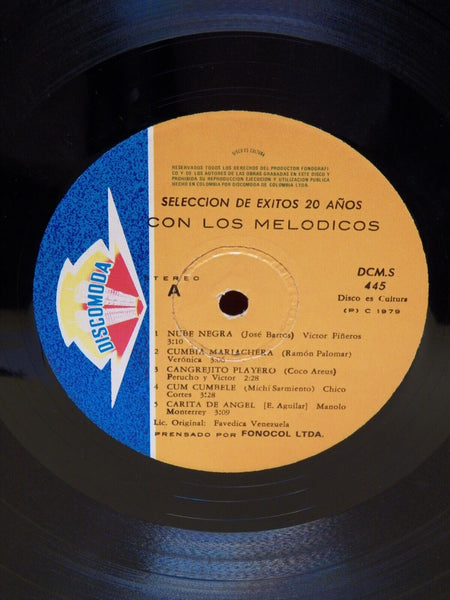 DISCO ES CULTURA
RESERVADOS TODOS LOS DERECHOS DEL PRODUCTOR FONOGRAFI
CO Y DE LOS AUTORES DE LAS OBRAS GRABADAS EN ESTE DISCO Y
PROHIBIDA SU REPRODUCCION EJECUCION Y UTILIZACION PUBLICA
HECHO EN COLOMBIA POR DISCOMODA DE COLOMBIA LTDA.
SELECCION DE EXITOS 20 AÑOS
CON LOS MELODICOS
STEREO
A
DCM.S
445
Disco es Cultura
(P) C 1979
DISCOMODA
1 NUBE NEGRA (José Barros) Victor Piñeros
3:10
2 CUMBIA MARIACHERA (Ramón Palomar)
Verónica 3:06
3 CANGREJITO PLAYERO (Coco Areus)
Perucho y Victor 2:28
4 CUM CUMBELE (Michi Sarmiento) Chico
Cortes 3:28
5 CARITA DE ANGEL [E. Aguilar] Manolo
Monterrey 3:09
Lic. Original: Favedica Venezuela
PRENSADO POR FONOCOL LTDA.